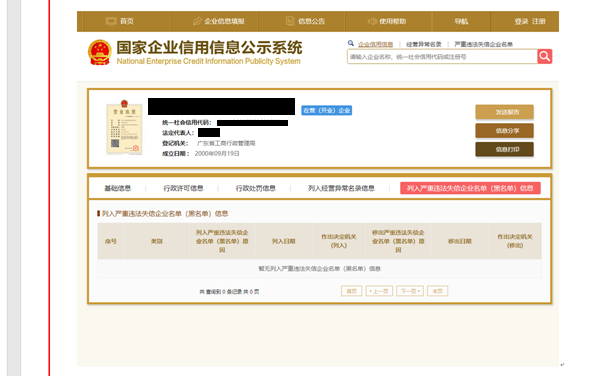 首页 企业信息填报 信息公告 使用帮助 导航 登录 注册
国家企业信用信息公示系统
National Enterprise Credit Information Publicity System
企业信用信息 | 经营异常名录 | 严重违法失信企业名单
请输入企业名称、统一社会信用代码或注册号
营业执照
在营（开业）企业
统一社会信用代码：
法定代表人：
登记机关： 广东省工商行政管理局
成立日期： 2000年09月19日
发送报告
信息分享
信息打印
基础信息 | 行政许可信息 | 行政处罚信息 | 列入经营异常名录信息 列入严重违法失信企业名单（黑名单）信息
列入严重违法失信企业名单（黑名单）信息
序号 类别 列入严重违法失信企业名单（黑名单）原因 列入日期 作出决定机关(列入) 移出严重违法失信企业名单（黑名单）原因 移出日期 作出决定机关(移出)
暂无列入严重违法失信企业名单（黑名单）信息
共 查询到 0 条记录 共 0 页
首页 上一页 下一页 末页